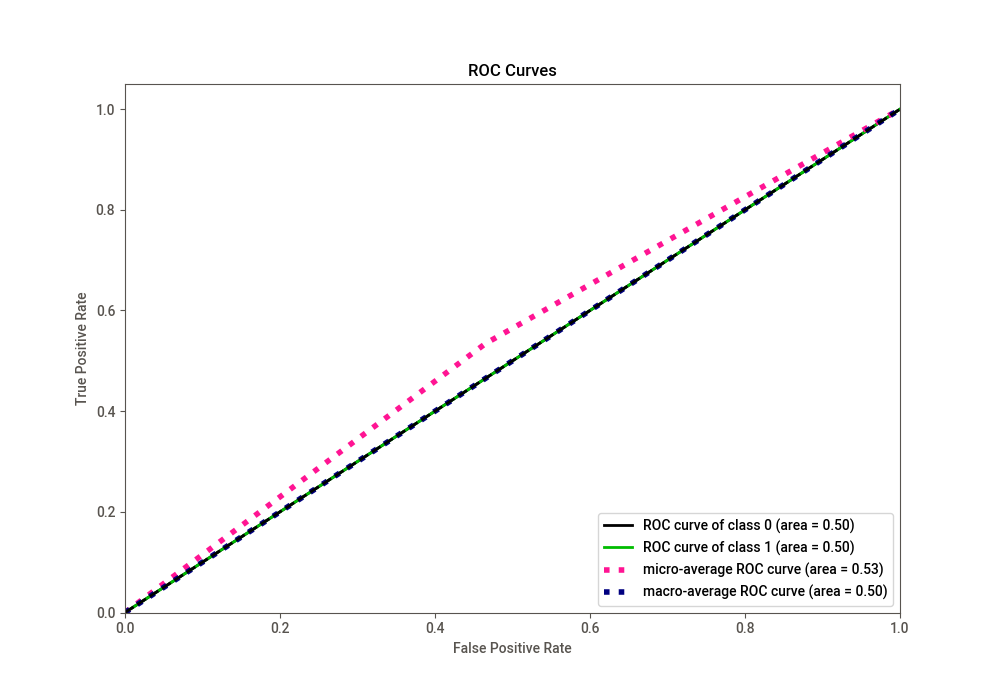 ROC Curves
1.0
0.8
0.6
0.4
0.2
0.0
True Positive Rate
0.0 0.2 0.4 0.6 0.8 1.0
False Positive Rate
ROC curve of class 0 (area = 0.50)
ROC curve of class 1 (area = 0.50)
micro-average ROC curve (area = 0.53)
macro-average ROC curve (area = 0.50)